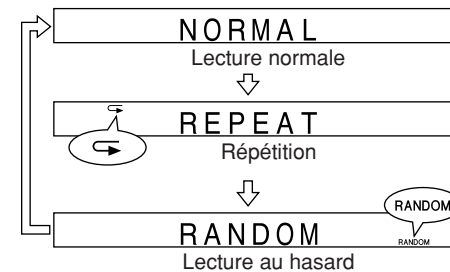 NORMAL
Lecture normale
REPEAT
Répétition
RANDOM
RANDOM
RANDOM
Lecture au hasard